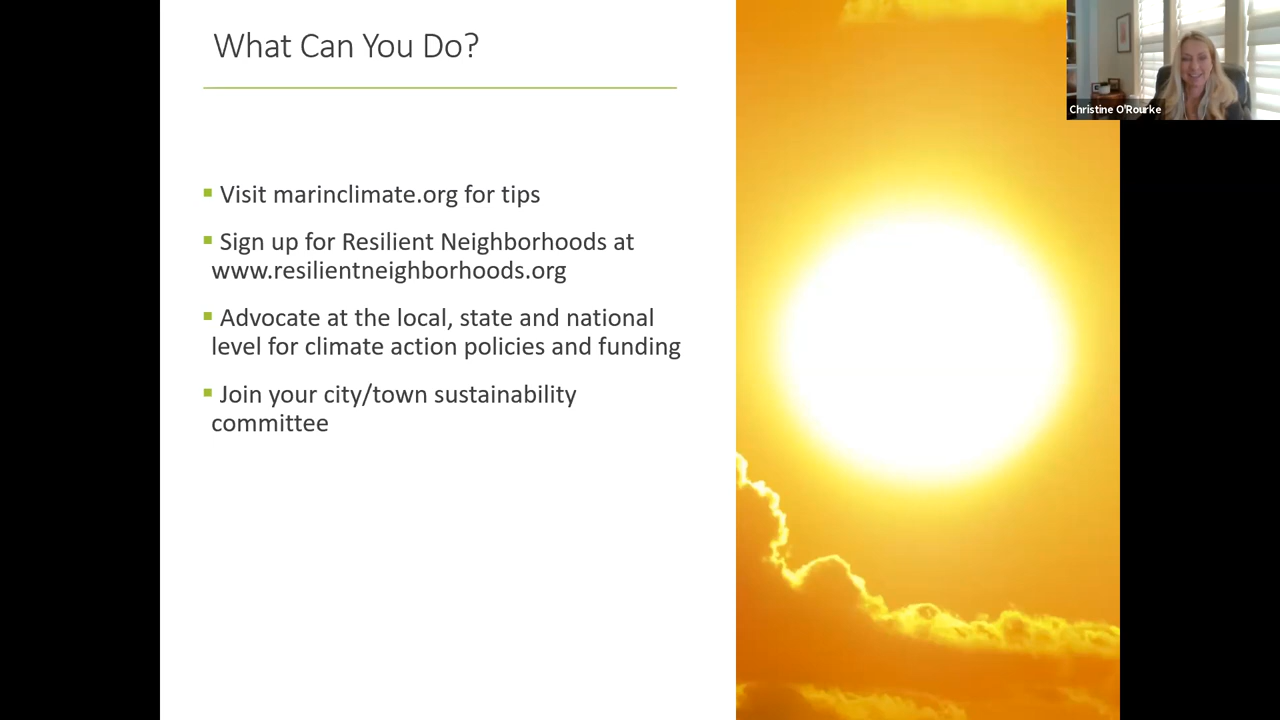 What Can You Do?
Christine O'Rourke
Visit marinclimate.org for tips
Sign up for Resilient Neighborhoods at
www.resilientneighborhoods.org
Advocate at the local, state and national
level for climate action policies and funding
Join your city/town sustainability
committee